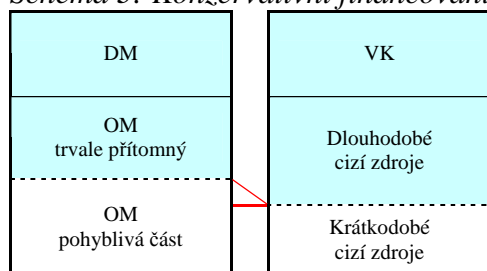 Schéma 3: Konzervativní financování
DM
VK
OM
trvale přítomný
Dlouhodobé
cizí zdroje
OM
pohyblivá část
Krátkodobé
cizí zdroje